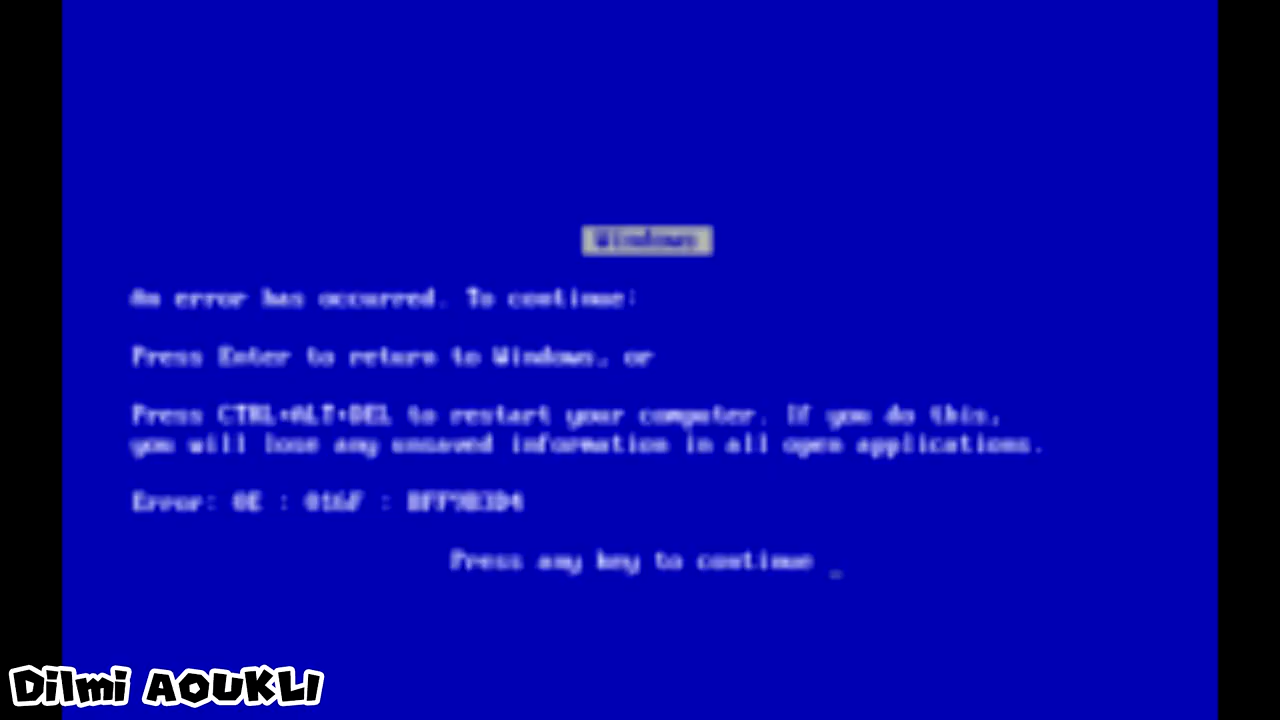 Windows
An error has occurred. To continue:
Press Enter to return to Windows, or
Press CTRL+ALT+DEL to restart your computer. If you do this,
you will lose any unsaved information in all open applications.
Error: 0E : 016F : BFF9B3D4
Press any key to continue _
Dilmi AOUKLI